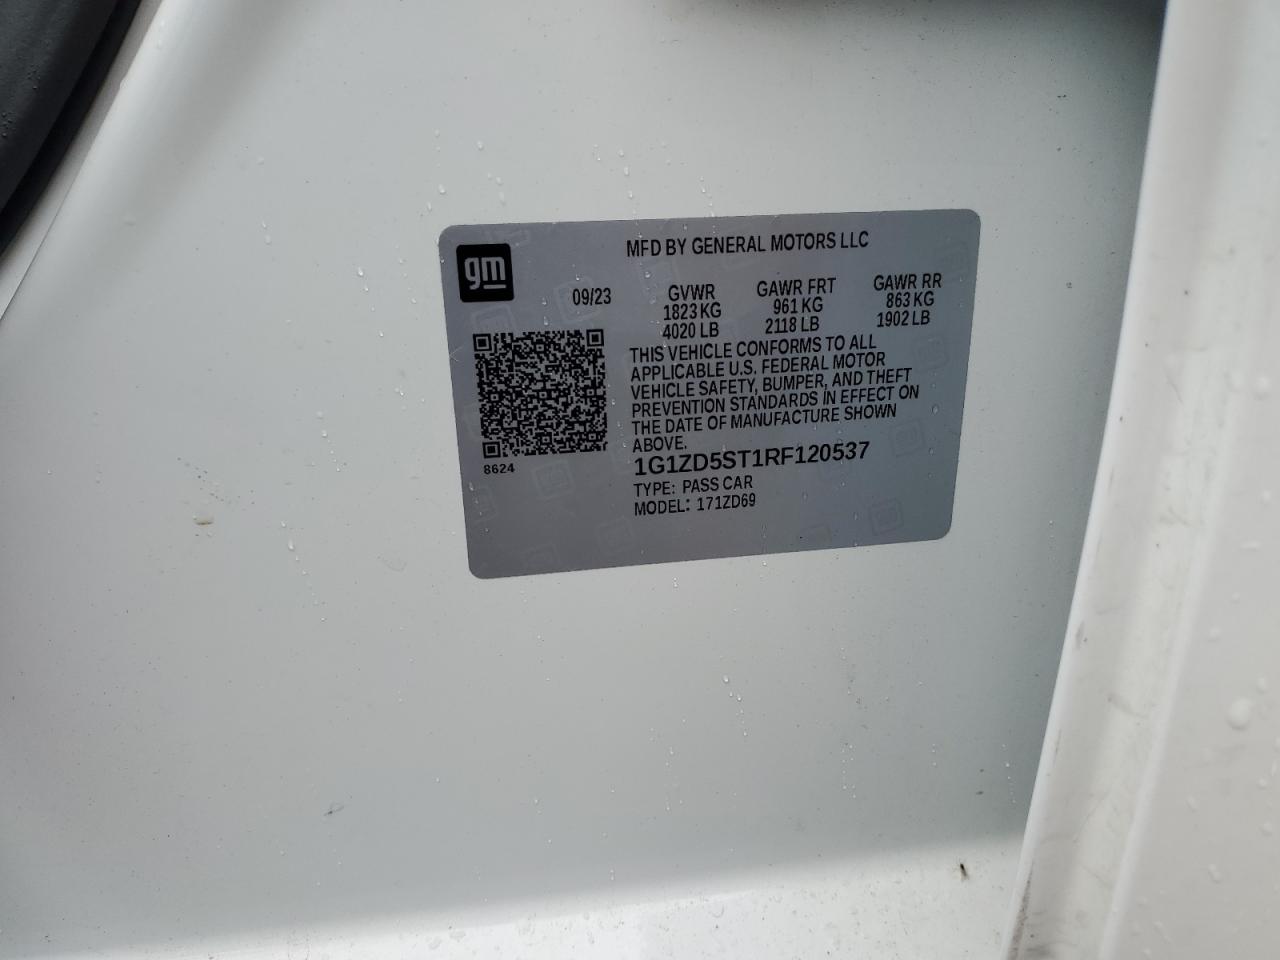 gm
MFD BY GENERAL MOTORS LLC
09/23
GVWR
1823 KG
4020 LB
GAWR FRT
961 KG
2118 LB
GAWR RR
863 KG
1902 LB
THIS VEHICLE CONFORMS TO ALL
APPLICABLE U.S. FEDERAL MOTOR
VEHICLE SAFETY, BUMPER, AND THEFT
PREVENTION STANDARDS IN EFFECT ON
THE DATE OF MANUFACTURE SHOWN
ABOVE.
8624
1G1ZD5ST1RF120537
TYPE: PASS CAR
MODEL: 171ZD69